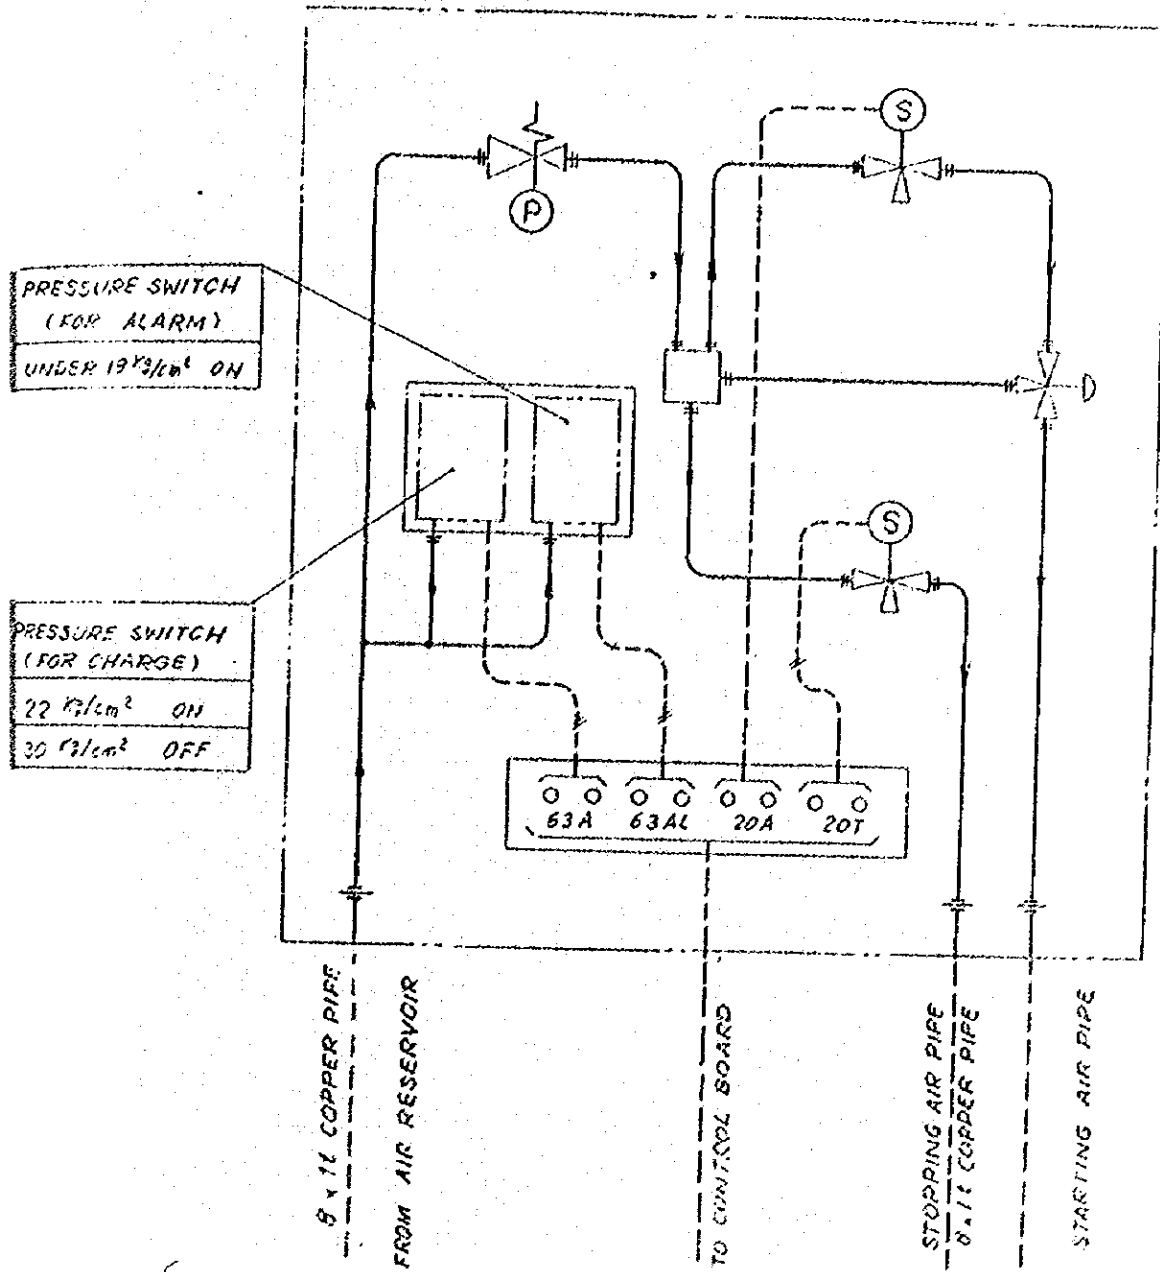 S
P
PRESSURE SWITCH
(FOR ALARM)
UNDER 19 kg/cm² ON
S
PRESSURE SWITCH
(FOR CHARGE)
22 kg/cm² ON
30 kg/cm² OFF
63A 63AL 20A 20T
8 x 1t COPPER PIPE
FROM AIR RESERVOIR
TO CONTROL BOARD
STOPPING AIR PIPE
8 x 1t COPPER PIPE
STARTING AIR PIPE